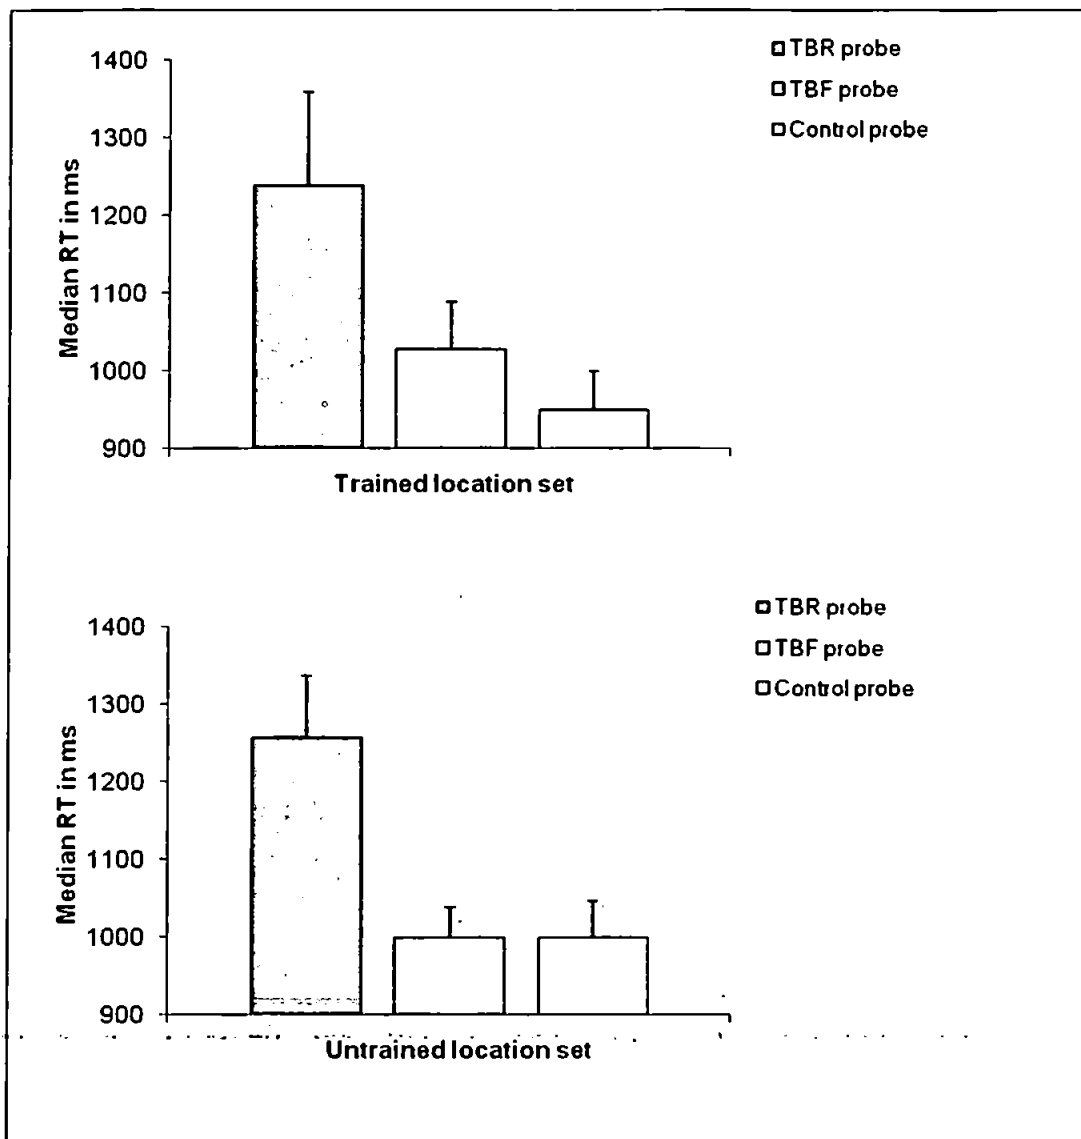 TBR probe
TBF probe
Control probe
1400
1300
1200
1100
1000
900
Median RT in ms
Trained location set
TBR probe
TBF probe
Control probe
1400
1300
1200
1100
1000
900
Median RT in ms
Untrained location set